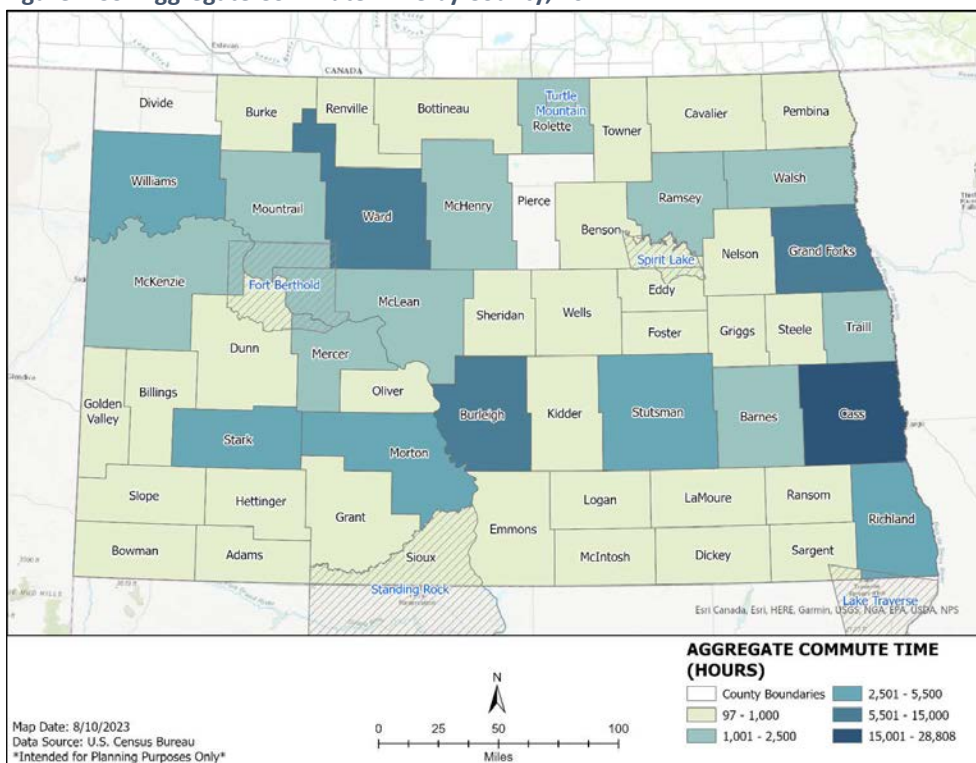 Estevan
CANADA
Divide
Burke
Renville
Bottineau
Turtle
Mountain
Rolette
Towner
Cavalier
Pembina
Williams
Mountrail
Ward
McHenry
Pierce
Ramsey
Walsh
Benson
Spirit Lake
Nelson
Grand Forks
McKenzie
Fort Berthold
McLean
Sheridan
Wells
Eddy
Foster
Griggs
Steele
Traill
Dunn
Mercer
Oliver
Golden
Valley
Billings
Stark
Morton
Burleigh
Kidder
Stutsman
Barnes
Cass
Slope
Hettinger
Grant
Emmons
Logan
LaMoure
Ransom
Richland
Bowman
Adams
Sioux
McIntosh
Dickey
Sargent
Standing Rock
Lake Traverse
Esri Canada, Esri, HERE, Garmin, USGS, NGA, EPA, USDA, NPS
AGGREGATE COMMUTE TIME
(HOURS)
County Boundaries
97 - 1,000
1,001 - 2,500
2,501 - 5,500
5,501 - 15,000
15,001 - 28,808
N
0 50 100
Miles
Map Date: 8/10/2023
Data Source: U.S. Census Bureau
*Intended for Planning Purposes Only*